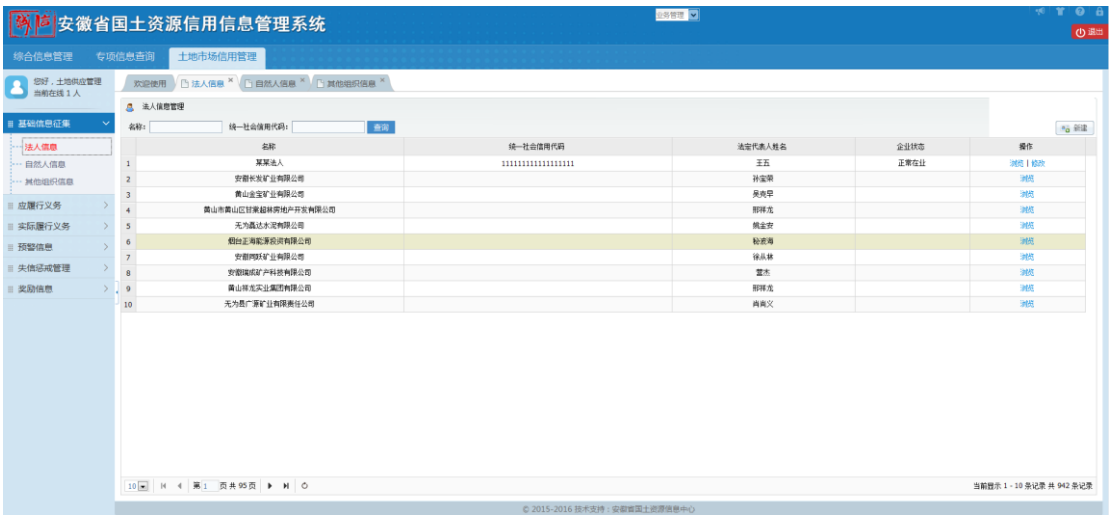 诚信 安徽省国土资源信用信息管理系统
业务管理
退出
综合信息管理 专项信息查询 土地市场信用管理
您好，土地供应管理
当前在线 1 人
欢迎使用 法人信息 自然人信息 其他组织信息
基础信息征集
法人信息
自然人信息
其他组织信息
应履行义务
实际履行义务
预警信息
失信惩戒管理
奖励信息
法人信息管理
名称: 统一社会信用代码: 查询 新建
名称 统一社会信用代码 法定代表人姓名 企业状态 操作
1 某某法人 111111111111111111 王五 正常在业 浏览 | 修改
2 安徽长发矿业有限公司 孙宝荣 浏览
3 黄山金宝矿业有限公司 吴克早 浏览
4 黄山市黄山区甘棠超林房地产开发有限公司 邢祥龙 浏览
5 无为磊达水泥有限公司 姚金安 浏览
6 烟台正海能源投资有限公司 秘波海 浏览
7 安徽鸿跃矿业有限公司 徐从林 浏览
8 安徽瑞成矿产科技有限公司 董杰 浏览
9 黄山祥龙实业集团有限公司 邢祥龙 浏览
10 无为县广源矿业有限责任公司 肖尚义 浏览
10 第 1 页共 95 页 当前显示 1 - 10 条记录 共 942 条记录
© 2015-2016 技术支持：安徽省国土资源信息中心